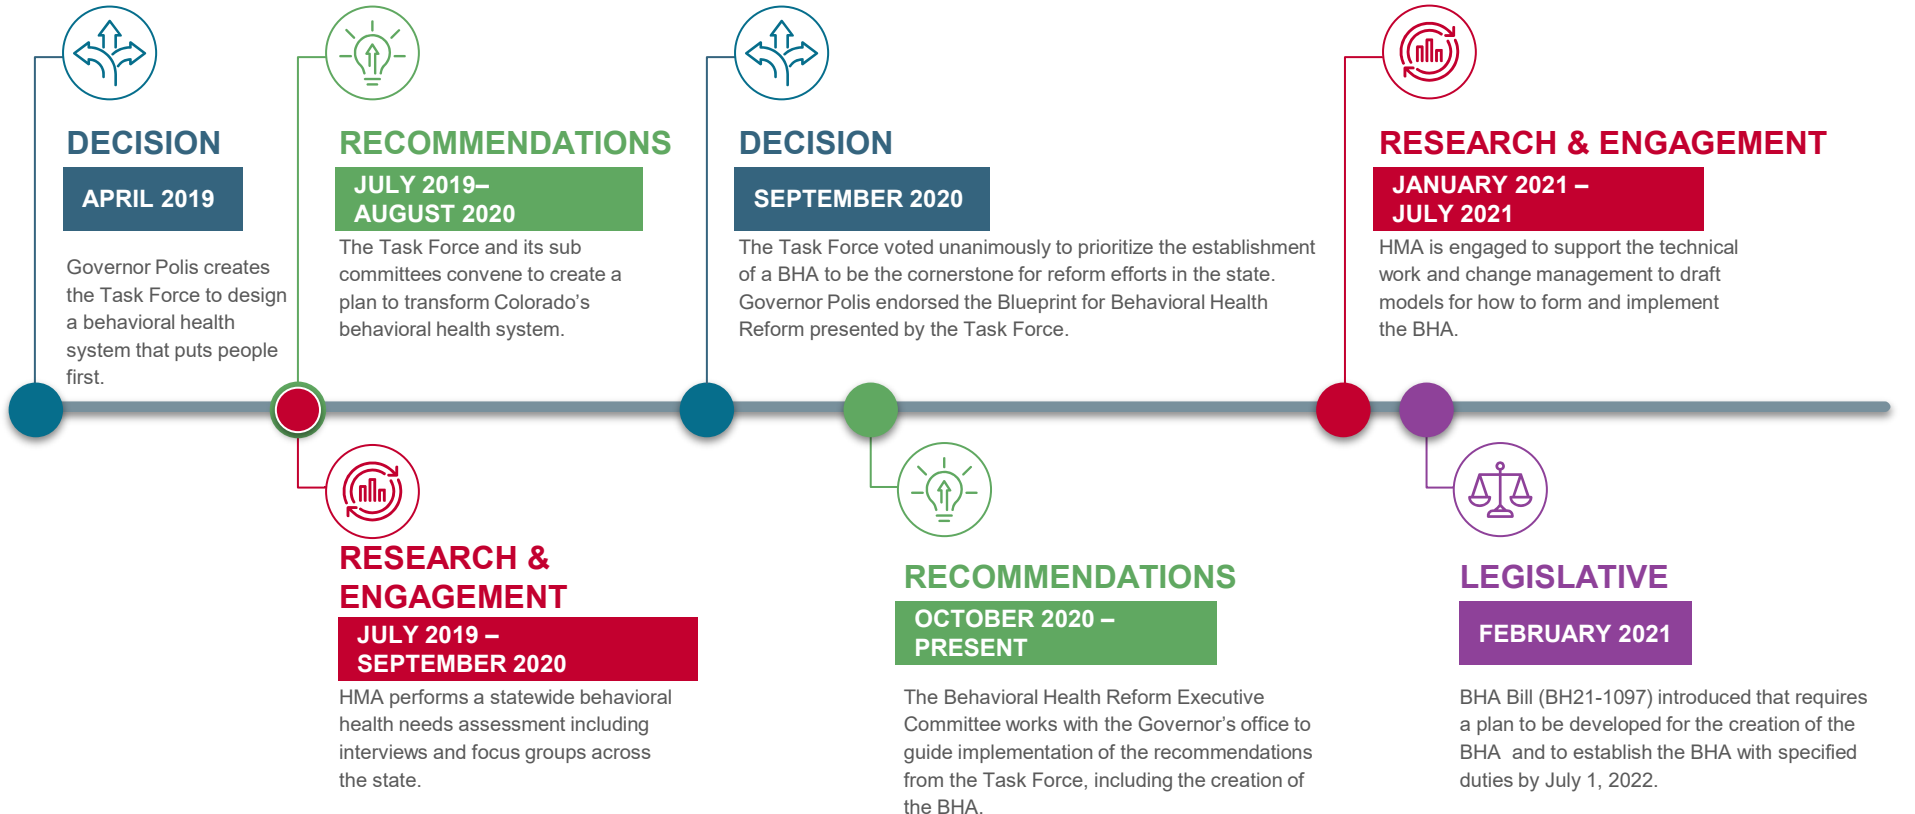 DECISION
APRIL 2019
Governor Polis creates
the Task Force to design
a behavioral health
system that puts people
first.
RECOMMENDATIONS
JULY 2019–
AUGUST 2020
The Task Force and its sub
committees convene to create a
plan to transform Colorado’s
behavioral health system.
DECISION
SEPTEMBER 2020
The Task Force voted unanimously to prioritize the establishment
of a BHA to be the cornerstone for reform efforts in the state.
Governor Polis endorsed the Blueprint for Behavioral Health
Reform presented by the Task Force.
RESEARCH & ENGAGEMENT
JANUARY 2021 –
JULY 2021
HMA is engaged to support the technical
work and change management to draft
models for how to form and implement
the BHA.
RESEARCH &
ENGAGEMENT
JULY 2019 –
SEPTEMBER 2020
HMA performs a statewide behavioral
health needs assessment including
interviews and focus groups across
the state.
RECOMMENDATIONS
OCTOBER 2020 –
PRESENT
The Behavioral Health Reform Executive
Committee works with the Governor’s office to
guide implementation of the recommendations
from the Task Force, including the creation of
the BHA.
LEGISLATIVE
FEBRUARY 2021
BHA Bill (BH21-1097) introduced that requires
a plan to be developed for the creation of the
BHA and to establish the BHA with specified
duties by July 1, 2022.